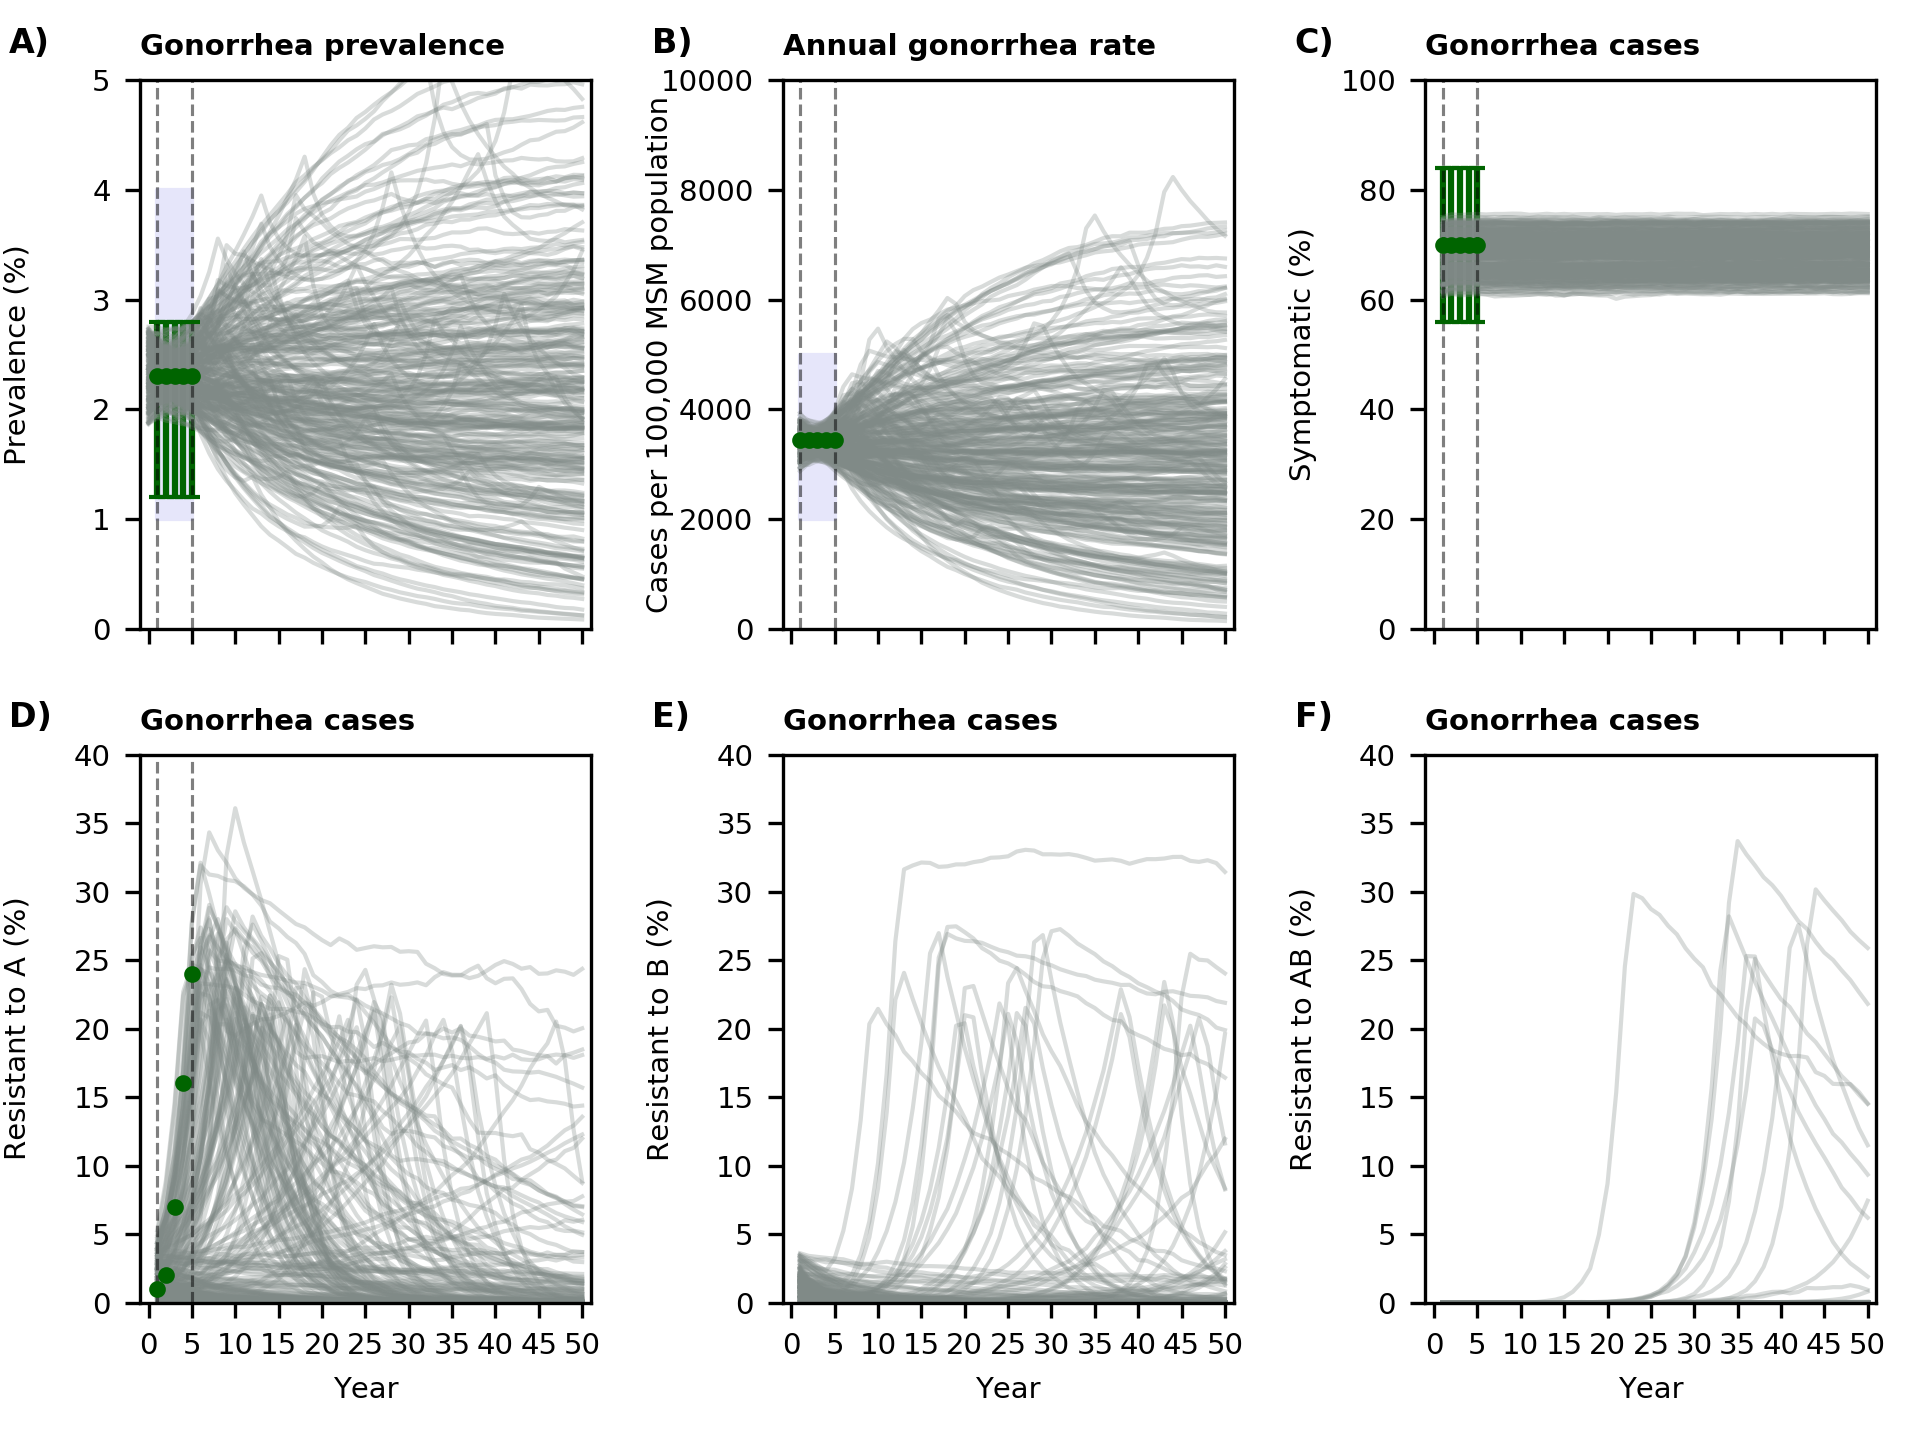 A) Gonorrhea prevalence
Prevalence (%)
5
4
3
2
1
0
B) Annual gonorrhea rate
Cases per 100,000 MSM population
10000
8000
6000
4000
2000
0
C) Gonorrhea cases
Symptomatic (%)
100
80
60
40
20
0
D) Gonorrhea cases
Resistant to A (%)
40
35
30
25
20
15
10
5
0
0 5 10 15 20 25 30 35 40 45 50
Year
E) Gonorrhea cases
Resistant to B (%)
40
35
30
25
20
15
10
5
0
0 5 10 15 20 25 30 35 40 45 50
Year
F) Gonorrhea cases
Resistant to AB (%)
40
35
30
25
20
15
10
5
0
0 5 10 15 20 25 30 35 40 45 50
Year